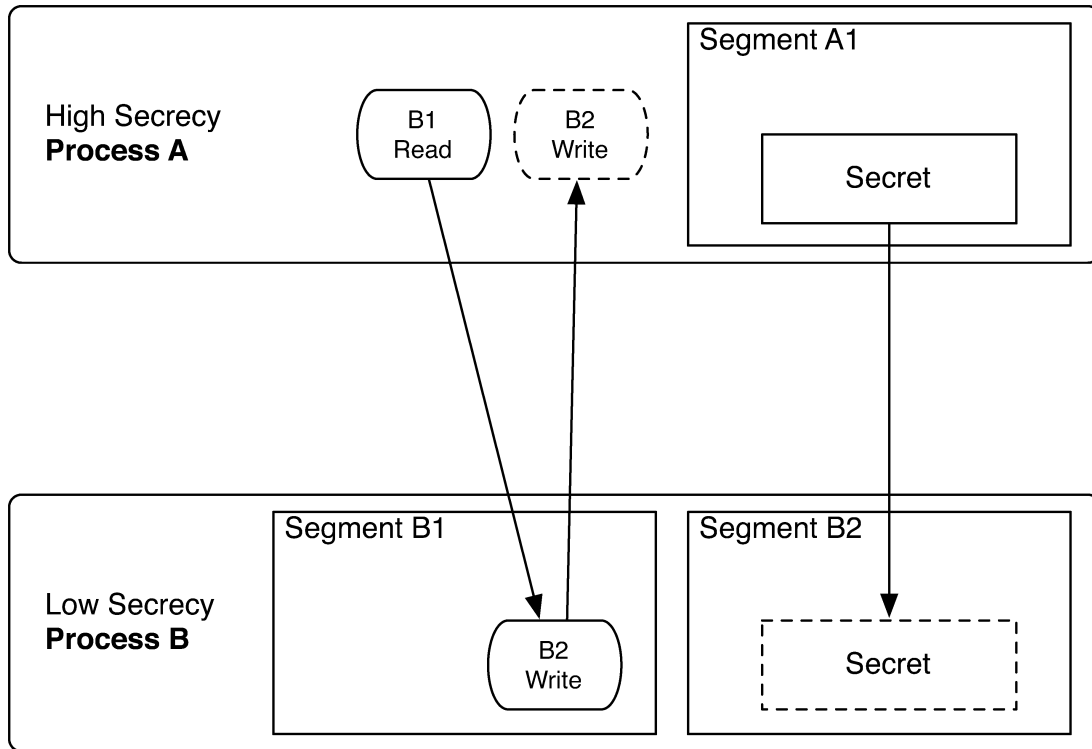 Segment A1
High Secrecy
Process A
B1
Read
B2
Write
Secret
Segment B1
Segment B2
Low Secrecy
Process B
B2
Write
Secret